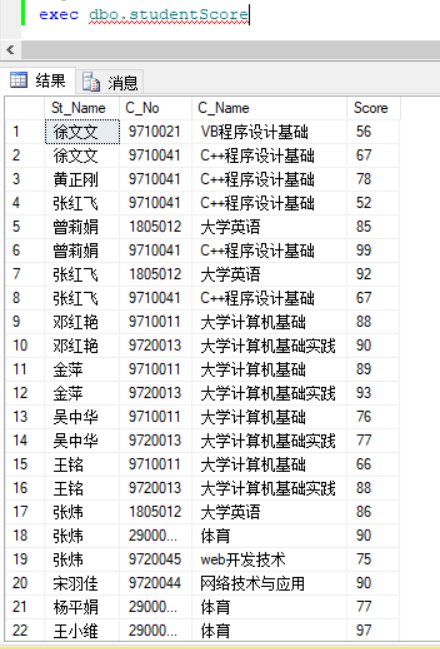 exec dbo.studentScore
结果 消息
St_Name C_No C_Name Score
1 徐文文 9710021 VB程序设计基础 56
2 徐文文 9710041 C++程序设计基础 67
3 黄正刚 9710041 C++程序设计基础 78
4 张红飞 9710041 C++程序设计基础 52
5 曾莉娟 1805012 大学英语 85
6 曾莉娟 9710041 C++程序设计基础 99
7 张红飞 1805012 大学英语 92
8 张红飞 9710041 C++程序设计基础 67
9 邓红艳 9710011 大学计算机基础 88
10 邓红艳 9720013 大学计算机基础实践 90
11 金萍 9710011 大学计算机基础 89
12 金萍 9720013 大学计算机基础实践 93
13 吴中华 9710011 大学计算机基础 76
14 吴中华 9720013 大学计算机基础实践 77
15 王铭 9710011 大学计算机基础 66
16 王铭 9720013 大学计算机基础实践 88
17 张炜 1805012 大学英语 86
18 张炜 29000... 体育 90
19 张炜 9720045 web开发技术 75
20 宋羽佳 9720044 网络技术与应用 90
21 杨平娟 29000... 体育 77
22 王小维 29000... 体育 97